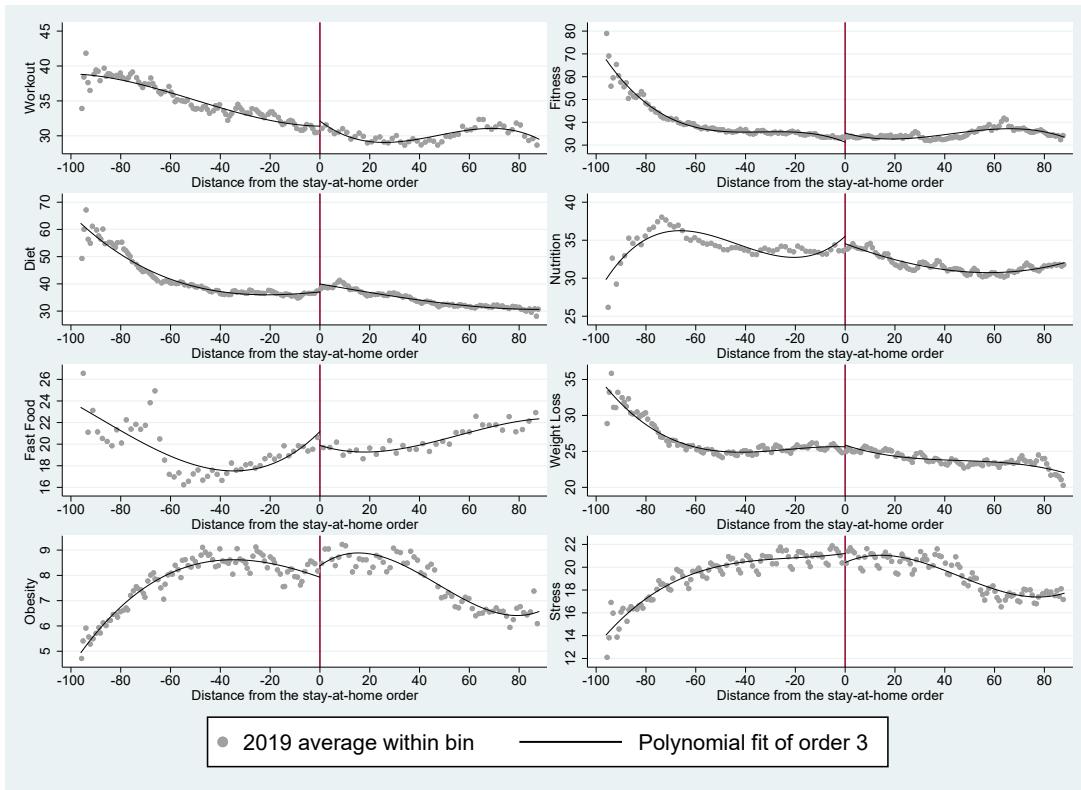 45
40
35
30
Workout
-100 -80 -60 -40 -20 0 20 40 60 80
Distance from the stay-at-home order
80
70
60
50
40
30
Fitness
-100 -80 -60 -40 -20 0 20 40 60 80
Distance from the stay-at-home order
70
60
50
40
30
Diet
-100 -80 -60 -40 -20 0 20 40 60 80
Distance from the stay-at-home order
40
35
30
25
Nutrition
-100 -80 -60 -40 -20 0 20 40 60 80
Distance from the stay-at-home order
26
24
22
20
18
16
Fast Food
-100 -80 -60 -40 -20 0 20 40 60 80
Distance from the stay-at-home order
35
30
25
20
Weight Loss
-100 -80 -60 -40 -20 0 20 40 60 80
Distance from the stay-at-home order
9
8
7
6
5
Obesity
-100 -80 -60 -40 -20 0 20 40 60 80
Distance from the stay-at-home order
22
20
18
16
14
12
Stress
-100 -80 -60 -40 -20 0 20 40 60 80
Distance from the stay-at-home order
2019 average within bin
Polynomial fit of order 3